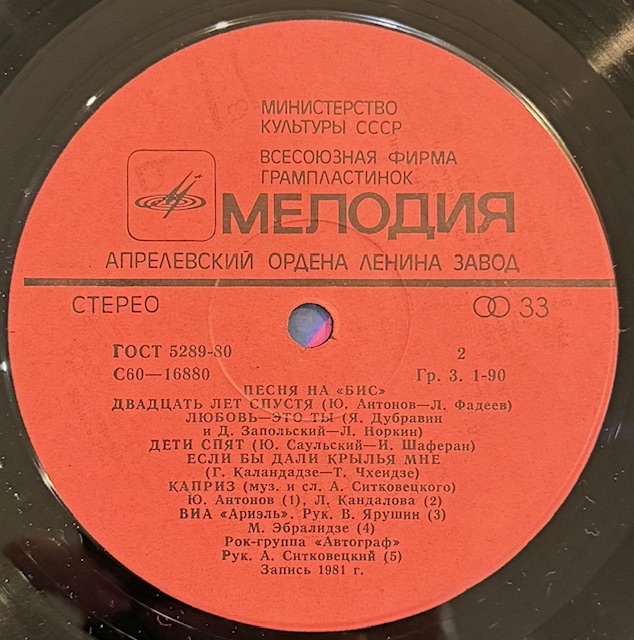 МИНИСТЕРСТВО
КУЛЬТУРЫ СССР
ВСЕСОЮЗНАЯ ФИРМА
ГРАМПЛАСТИНОК
МЕЛОДИЯ
АПРЕЛЕВСКИЙ ОРДЕНА ЛЕНИНА ЗАВОД
СТЕРЕО 33
ГОСТ 5289-80 2
С60—16880 Гр. 3. 1-90
ПЕСНЯ НА «БИС»
ДВАДЦАТЬ ЛЕТ СПУСТЯ (Ю. Антонов—Л. Фадеев)
ЛЮБОВЬ—ЭТО ТЫ (Я. Дубравин
и Д. Запольский—Л. Норкин)
ДЕТИ СПЯТ (Ю. Саульский—И. Шаферан)
ЕСЛИ БЫ ДАЛИ КРЫЛЬЯ МНЕ
(Г. Каландадзе—Т. Чхеидзе)
КАПРИЗ (муз. и сл. А. Ситковецкого)
Ю. Антонов (1), Л. Кандалова (2)
ВИА «Ариэль». Рук. В. Ярушин (3)
М. Эбралидзе (4)
Рок-группа «Автограф»
Рук. А. Ситковецкий (5)
Запись 1981 г.